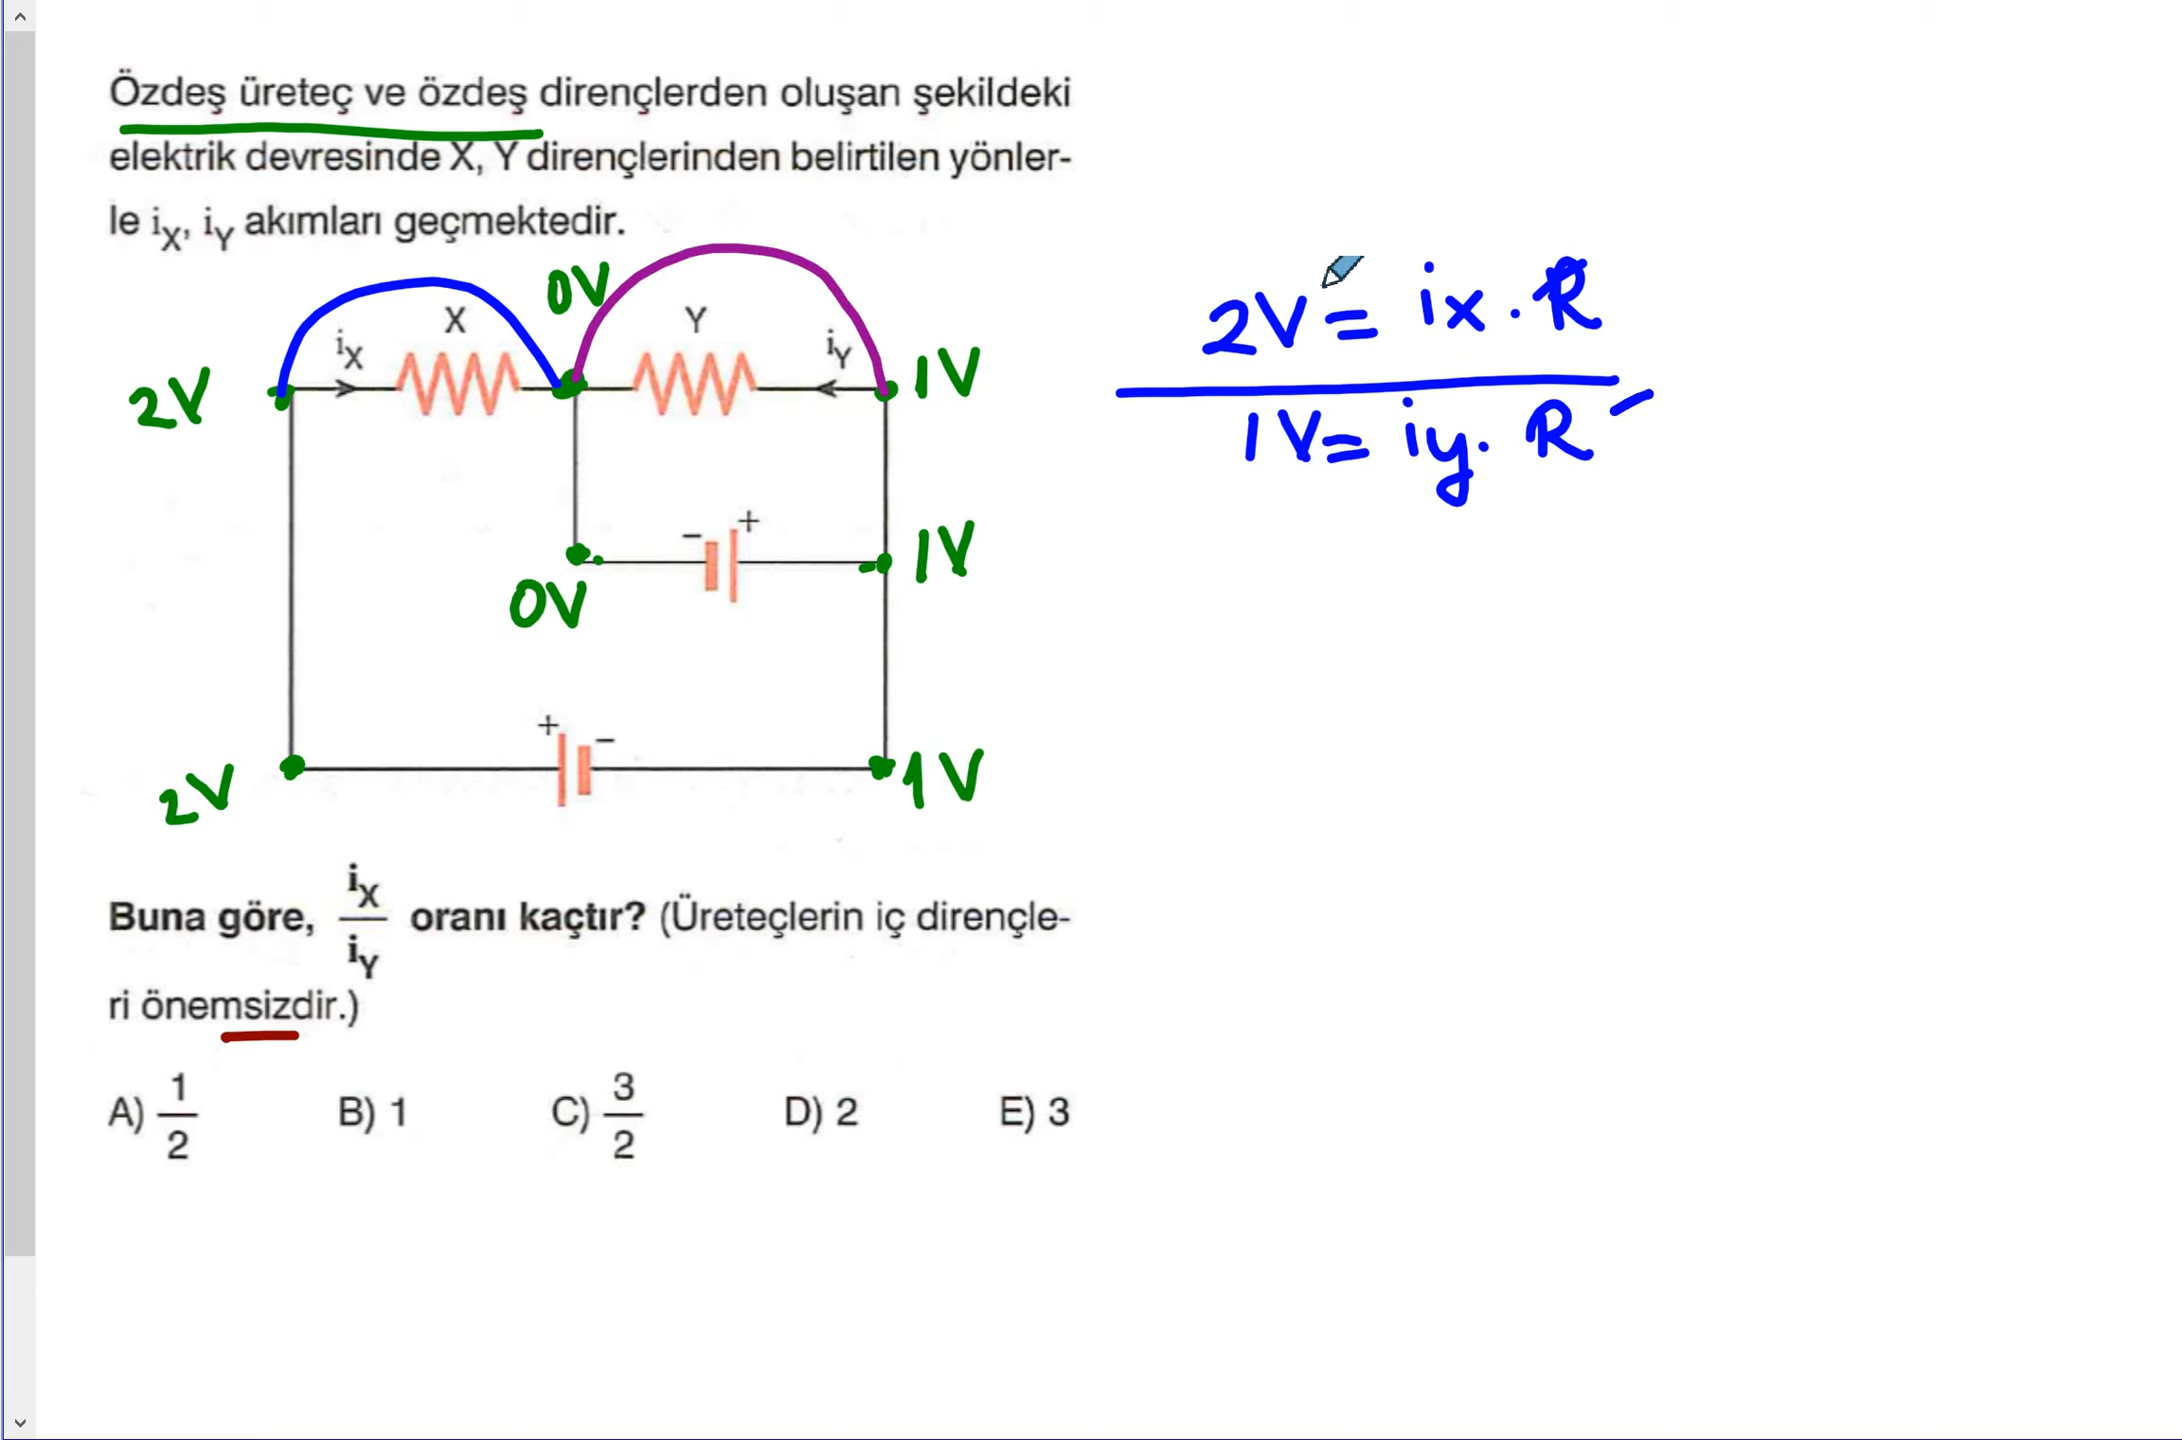 Özdeş üreteç ve özdeş dirençlerden oluşan şekildeki
elektrik devresinde X, Y dirençlerinden belirtilen yönler-
le iX, iY akımları geçmektedir.
0V
X
Y
iX
iY
2V
1V
2V = ix . R
1V = iy . R
- +
1V
0V
+ -
2V
1V
Buna göre, iX / iY oranı kaçtır? (Üreteçlerin iç dirençle-
ri önemsizdir.)
A) 1/2 B) 1 C) 3/2 D) 2 E) 3